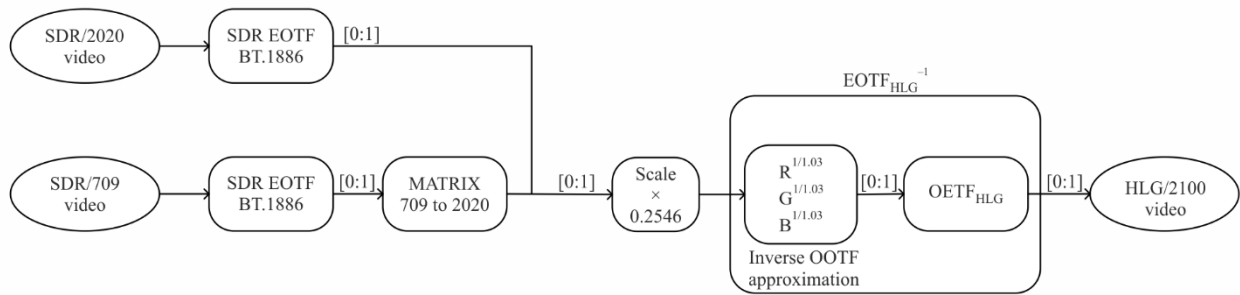 SDR/2020
video
SDR EOTF
BT.1886
[0:1]
SDR/709
video
SDR EOTF
BT.1886
[0:1]
MATRIX
709 to 2020
[0:1]
Scale
×
0.2546
EOTF_HLG^−1
R^1/1.03
G^1/1.03
B^1/1.03
Inverse OOTF
approximation
[0:1]
OETF_HLG
[0:1]
HLG/2100
video